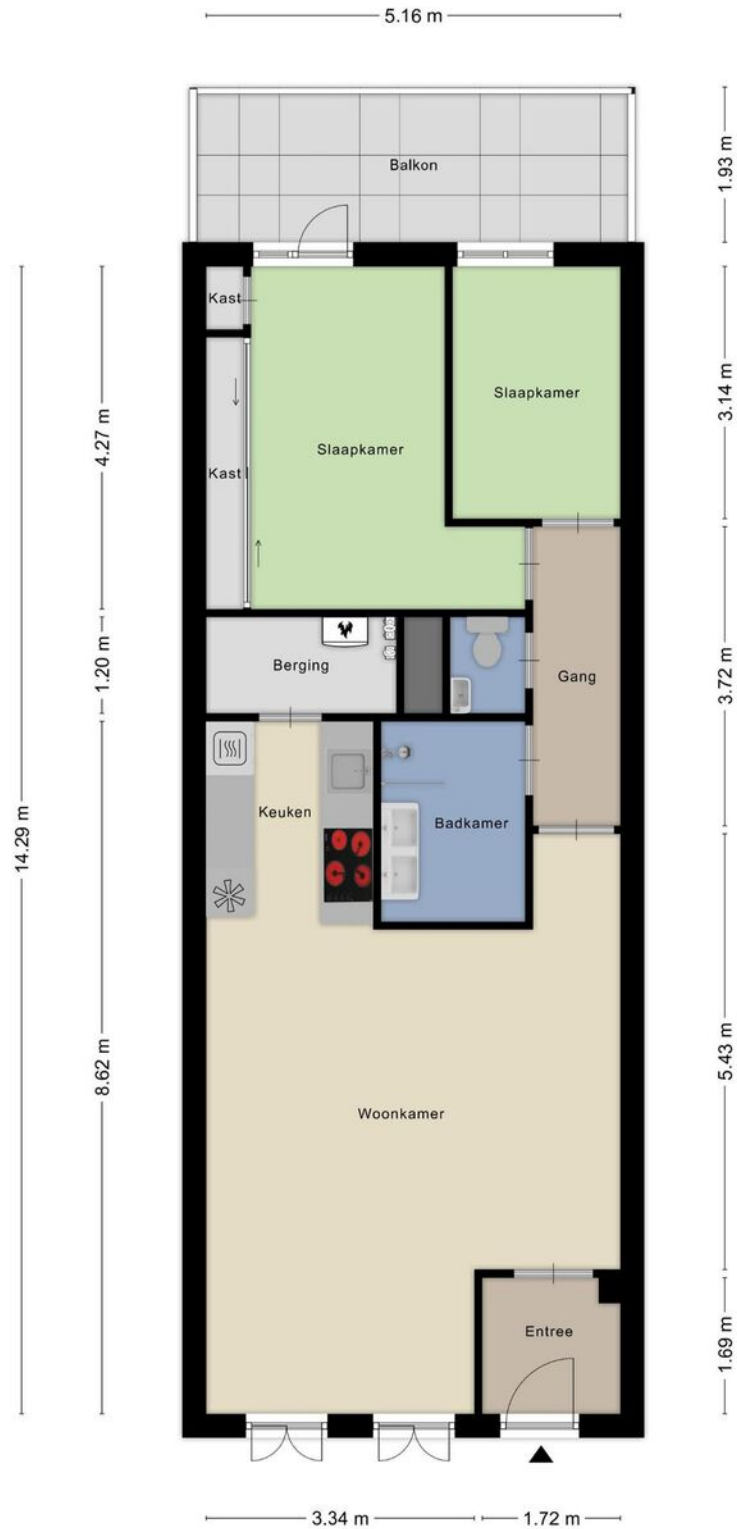 5.16 m
Balkon
1.93 m
Kast
Slaapkamer
3.14 m
4.27 m
Slaapkamer
Kast
Berging
1.20 m
Gang
3.72 m
Keuken
Badkamer
14.29 m
8.62 m
5.43 m
Woonkamer
Entree
1.69 m
3.34 m
1.72 m